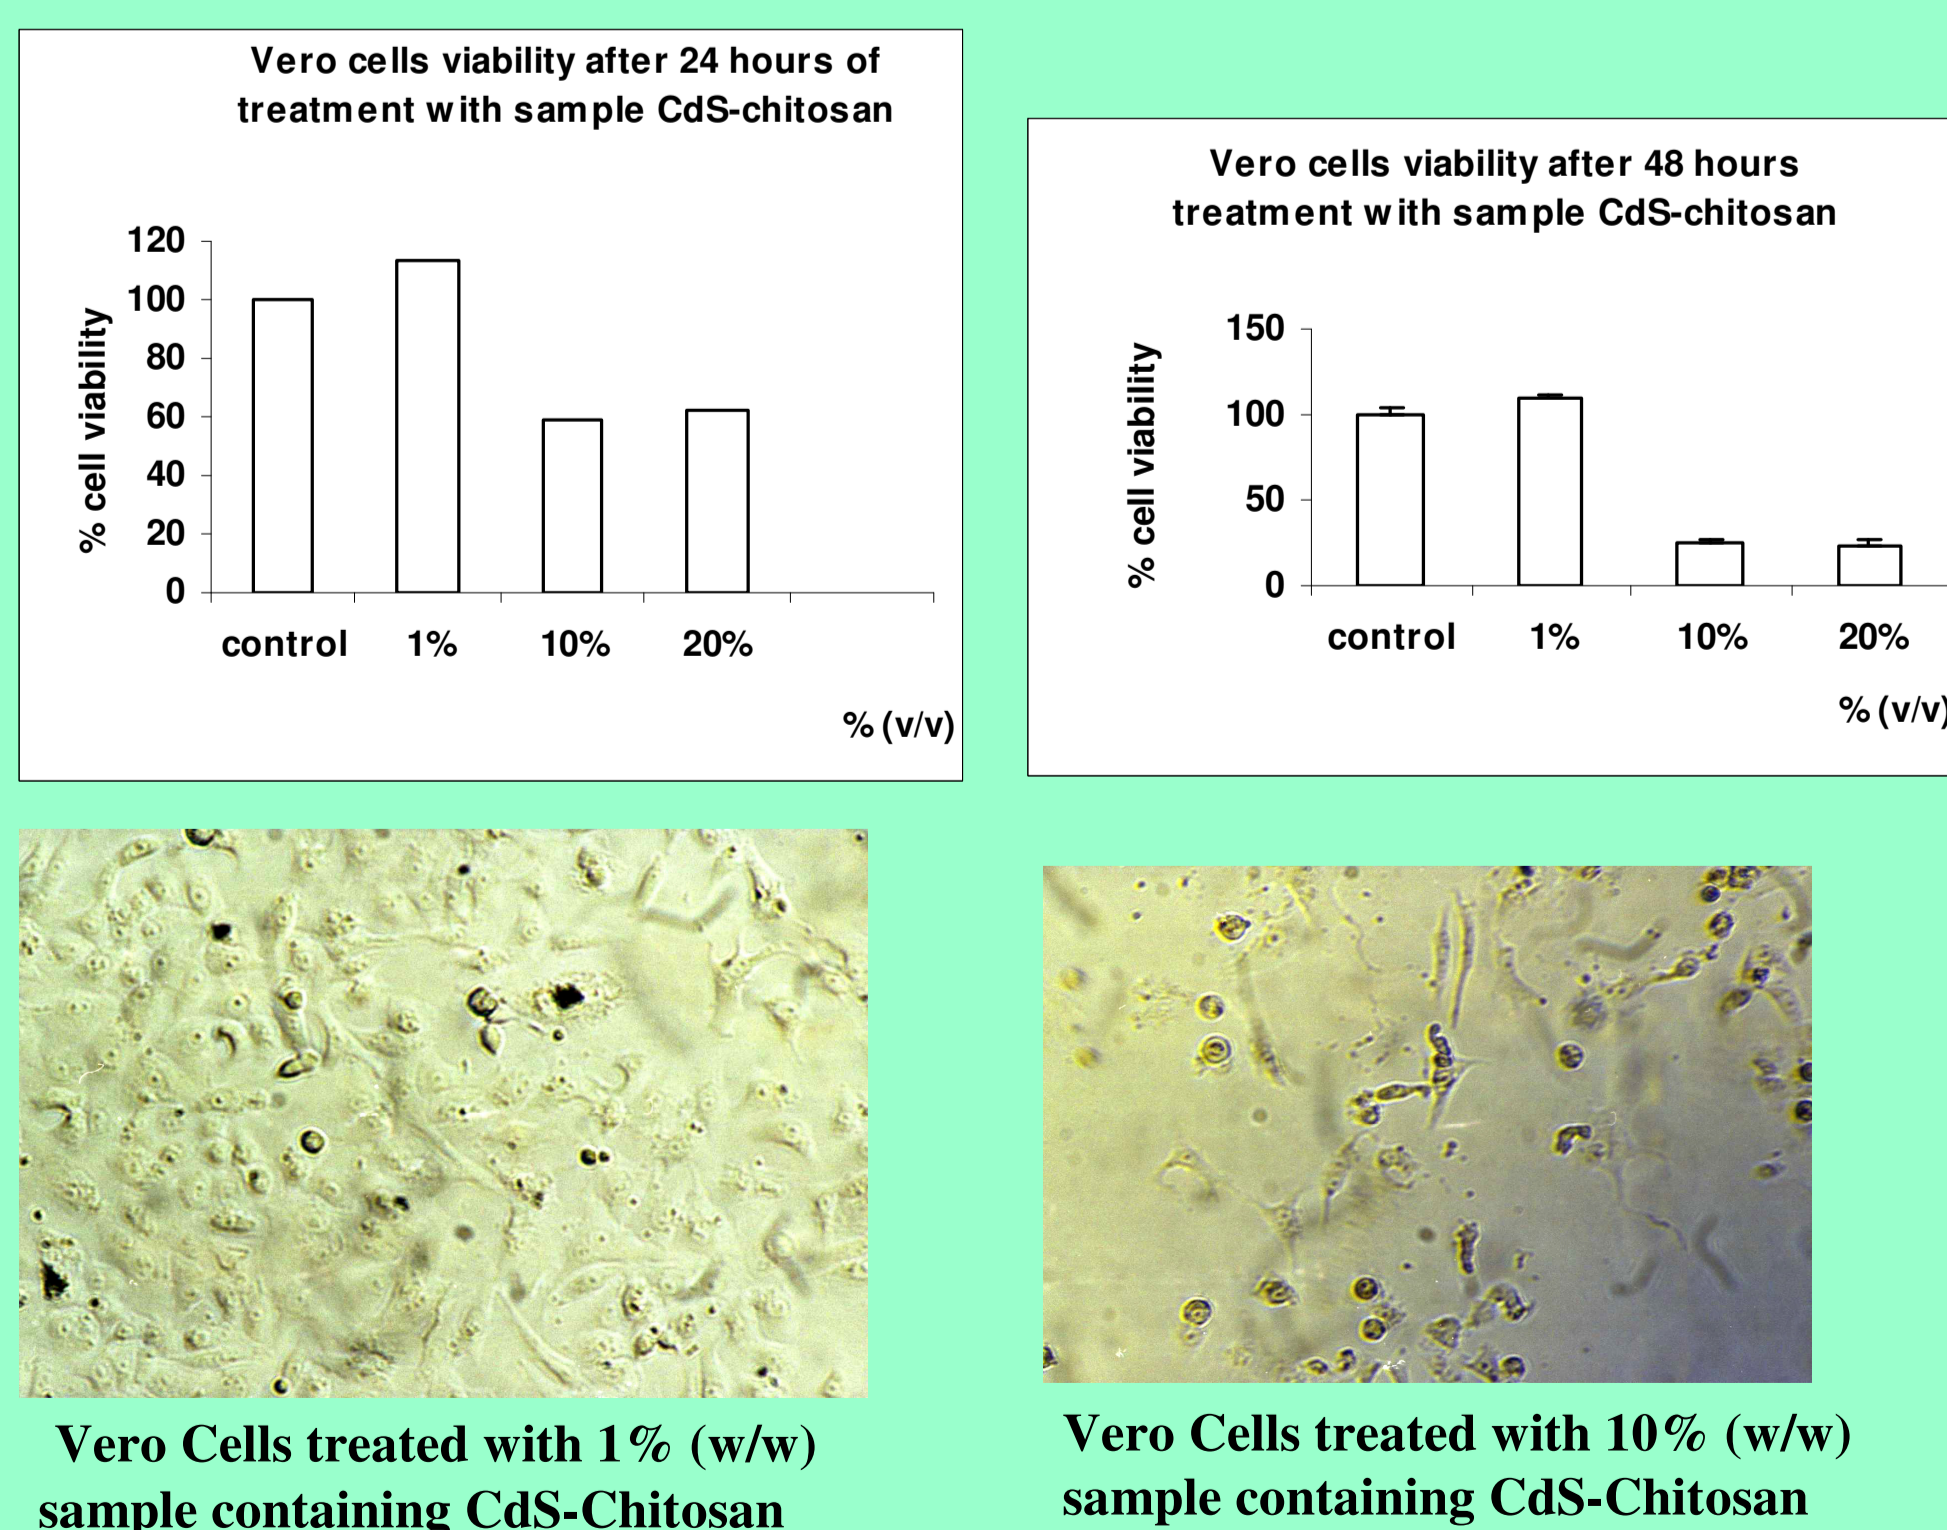 Vero cells viability after 24 hours of
treatment with sample CdS-chitosan
120
100
80
60
40
20
0
% cell viability
control 1% 10% 20%
% (v/v)
Vero cells viability after 48 hours
treatment with sample CdS-chitosan
150
100
50
0
% cell viability
control 1% 10% 20%
% (v/v)
Vero Cells treated with 1% (w/w)
sample containing CdS-Chitosan
Vero Cells treated with 10% (w/w)
sample containing CdS-Chitosan